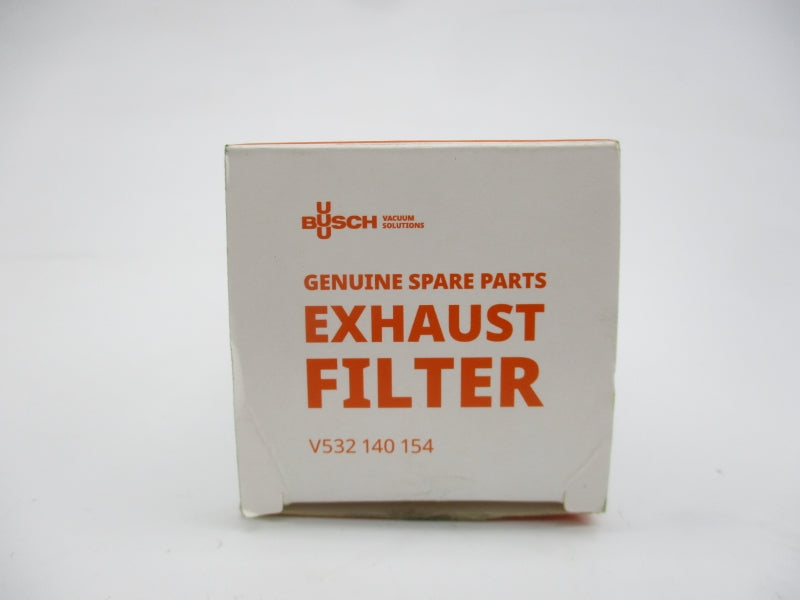 BUSCH VACUUM SOLUTIONS
GENUINE SPARE PARTS
EXHAUST
FILTER
V532 140 154